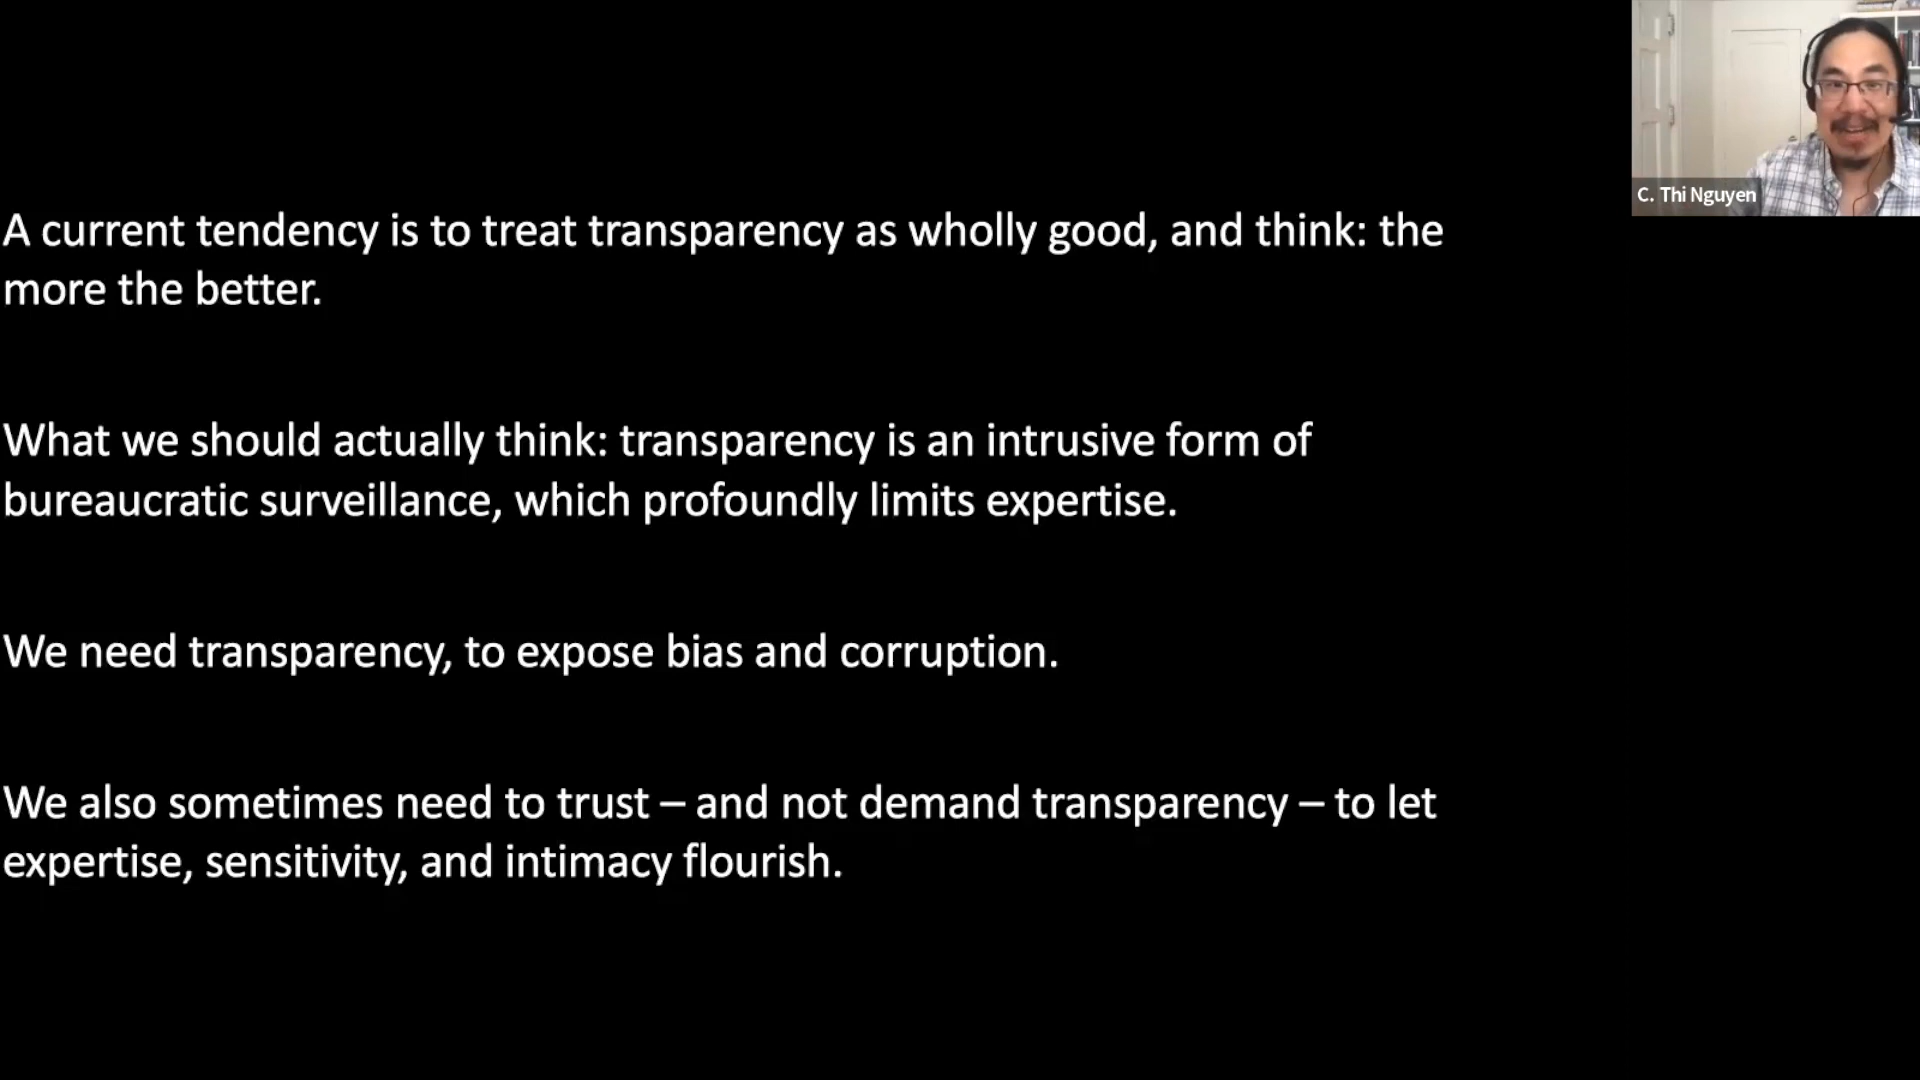 C. Thi Nguyen
A current tendency is to treat transparency as wholly good, and think: the
more the better.
What we should actually think: transparency is an intrusive form of
bureaucratic surveillance, which profoundly limits expertise.
We need transparency, to expose bias and corruption.
We also sometimes need to trust – and not demand transparency – to let
expertise, sensitivity, and intimacy flourish.